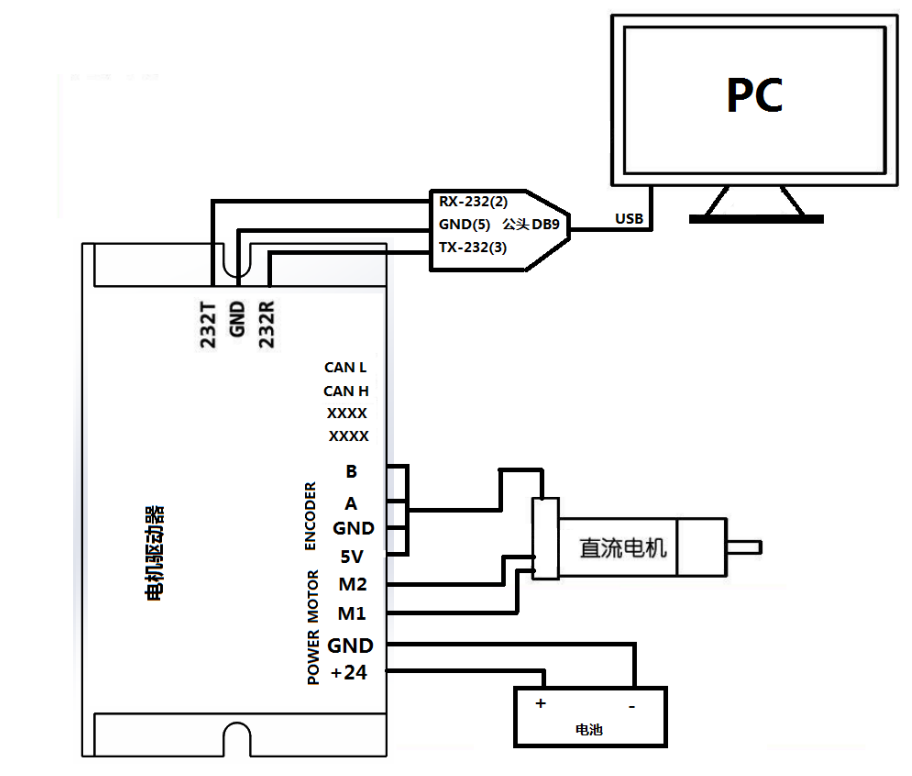 PC
RX-232(2)
GND(5) 公头DB9
TX-232(3)
USB
232T
GND
232R
CAN L
CAN H
XXXX
XXXX
B
A
GND
5V
ENCODER
M2
M1
MOTOR
GND
+24
POWER
电机驱动器
直流电机
+ -
电池